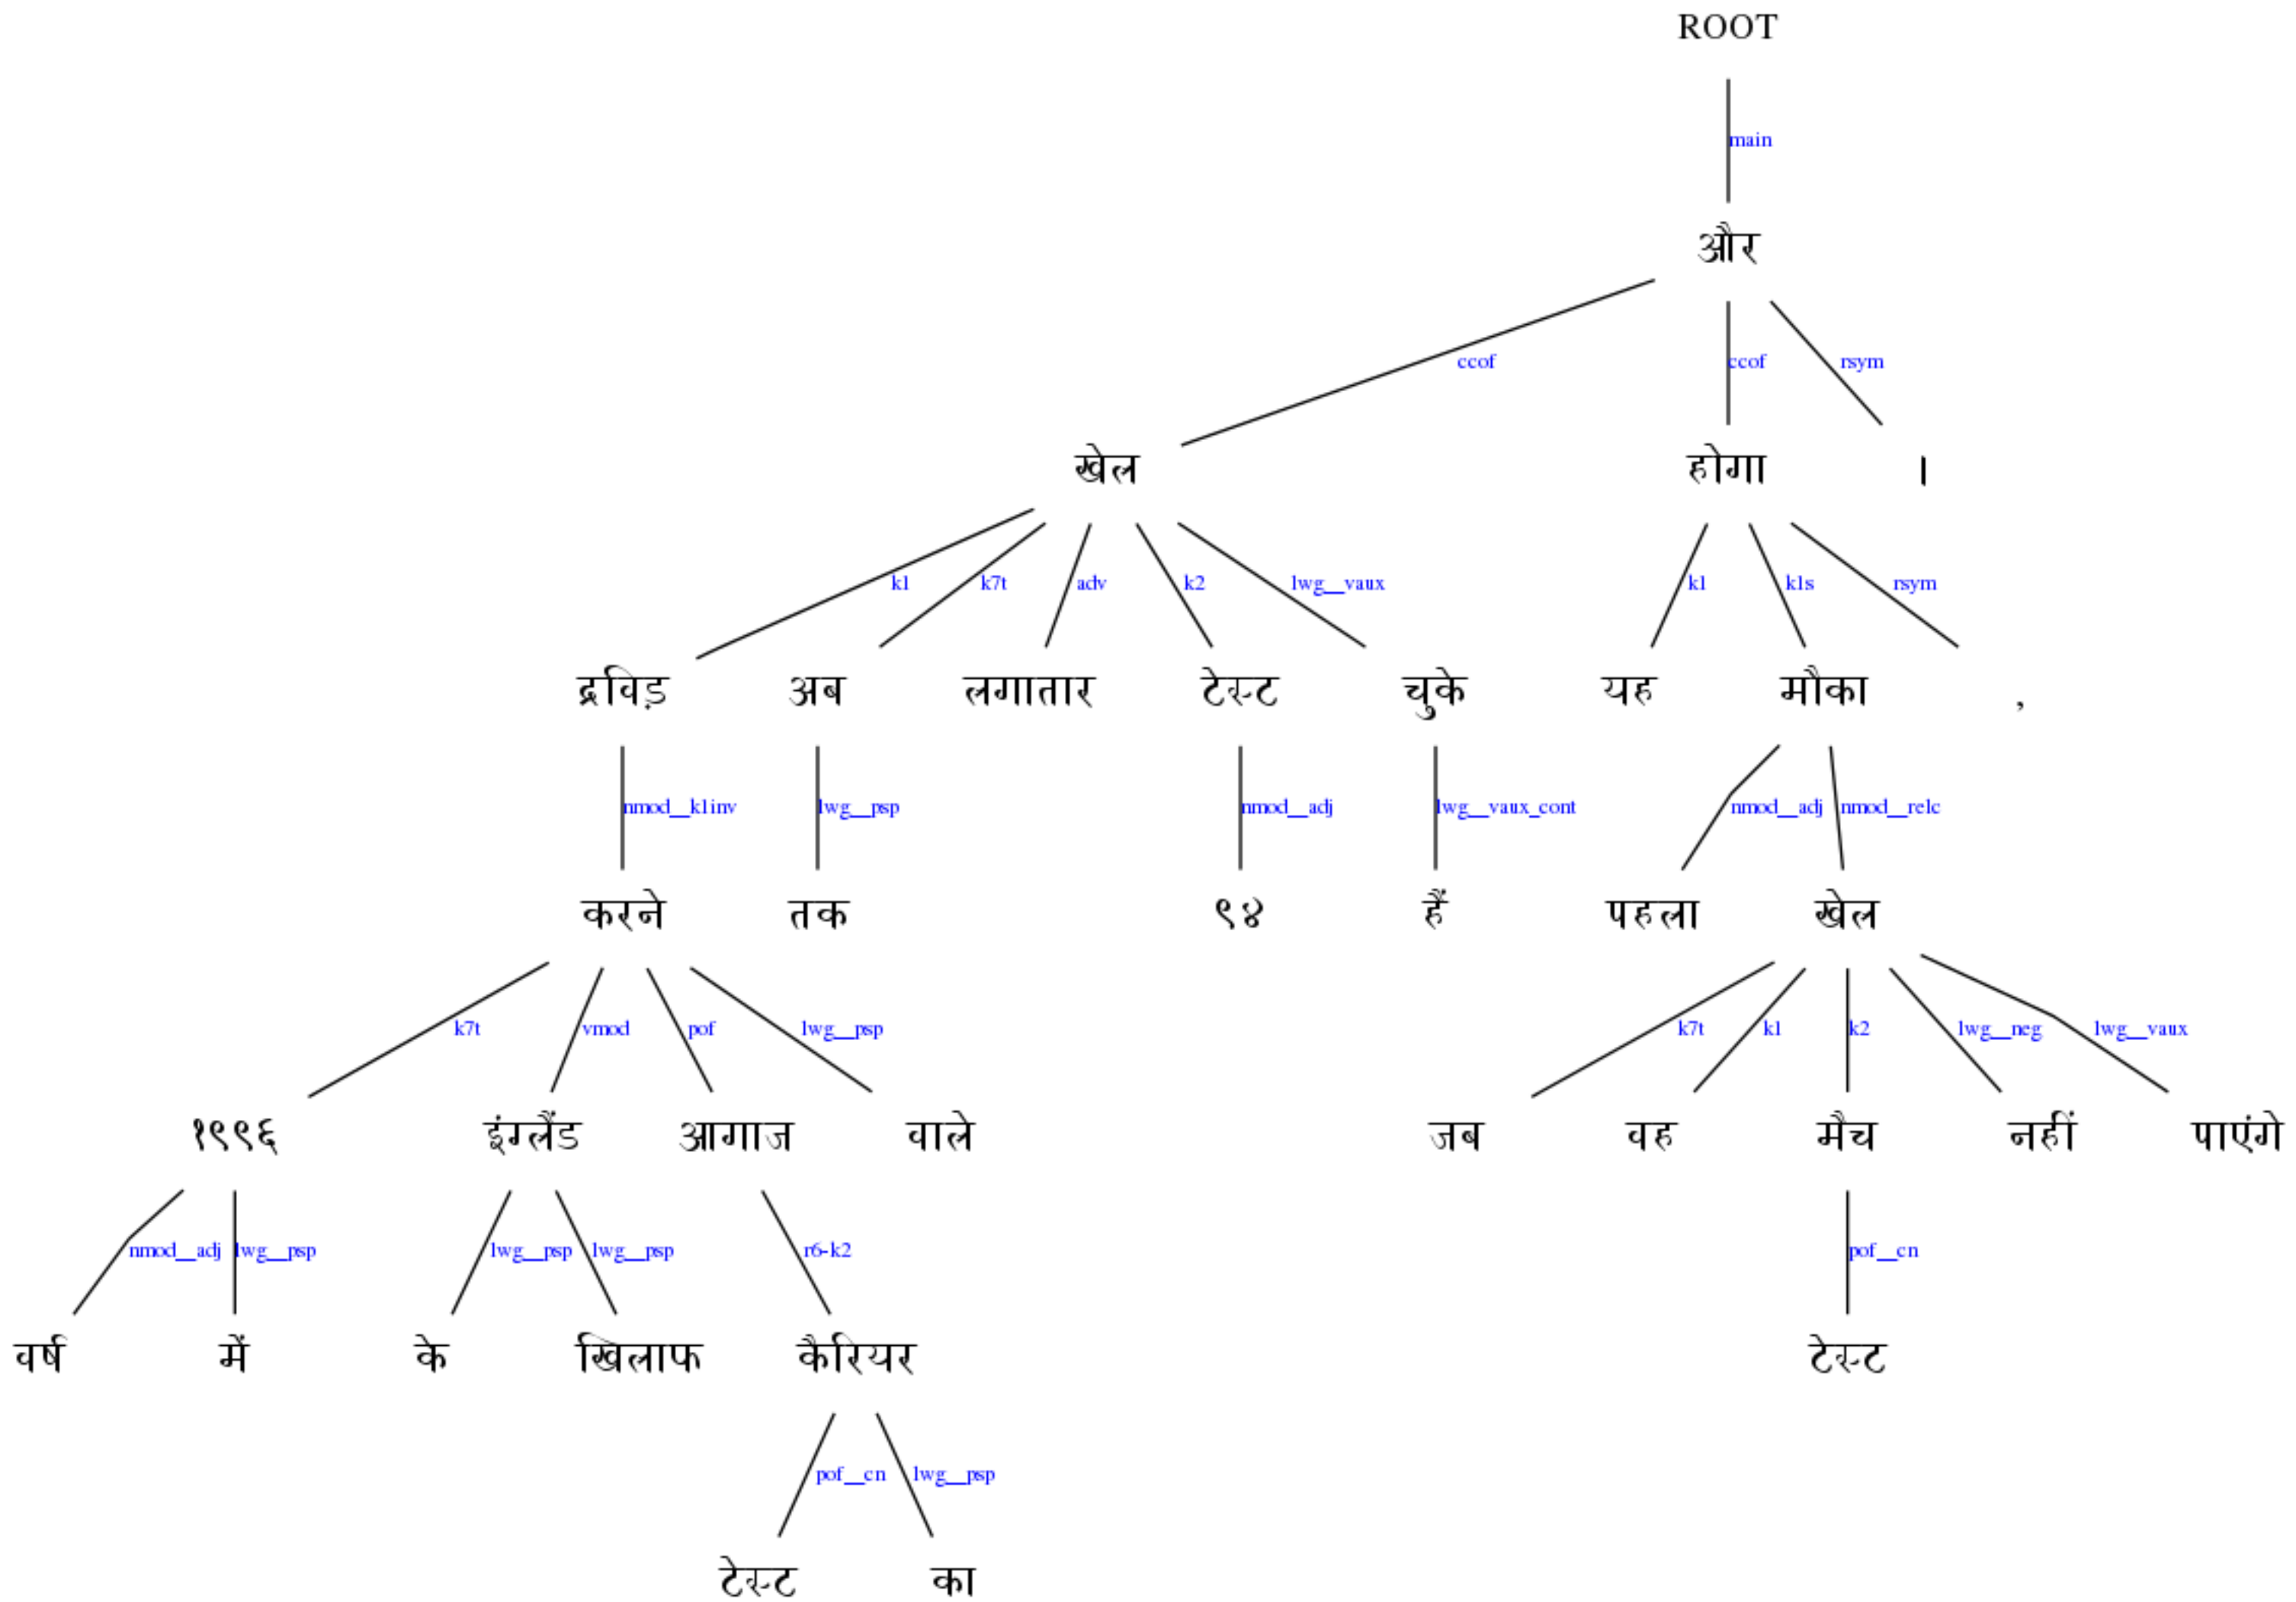 ROOT
main
और
ccof ccof rsym
खेल होगा ।
k1 k7t adv k2 lwg__vaux k1 k1s rsym
द्रविड़ अब लगातार टेस्ट चुके यह मौका ,
nmod__k1inv lwg__psp nmod__adj lwg__vaux_cont nmod__adj nmod__relc
करने तक ९४ हैं पहला खेल
k7t vmod pof lwg__psp k7t k1 k2 lwg__neg lwg__vaux
१९९६ इंग्लैंड आगाज वाले जब वह मैच नहीं पाएंगे
nmod__adj lwg__psp lwg__psp lwg__psp r6-k2 pof__cn
वर्ष में के खिलाफ कैरियर टेस्ट
pof__cn lwg__psp
टेस्ट का